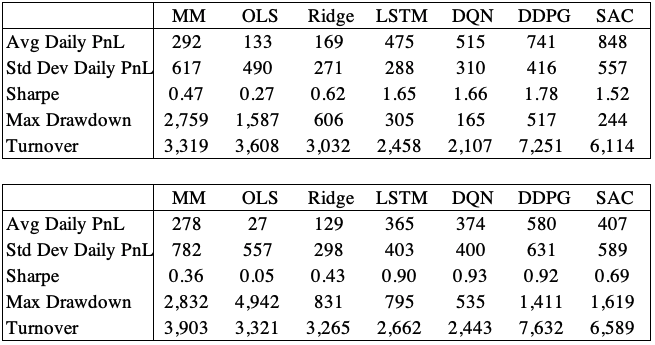 MM OLS Ridge LSTM DQN DDPG SAC
Avg Daily PnL 292 133 169 475 515 741 848
Std Dev Daily PnL 617 490 271 288 310 416 557
Sharpe 0.47 0.27 0.62 1.65 1.66 1.78 1.52
Max Drawdown 2,759 1,587 606 305 165 517 244
Turnover 3,319 3,608 3,032 2,458 2,107 7,251 6,114
MM OLS Ridge LSTM DQN DDPG SAC
Avg Daily PnL 278 27 129 365 374 580 407
Std Dev Daily PnL 782 557 298 403 400 631 589
Sharpe 0.36 0.05 0.43 0.90 0.93 0.92 0.69
Max Drawdown 2,832 4,942 831 795 535 1,411 1,619
Turnover 3,903 3,321 3,265 2,662 2,443 7,632 6,589